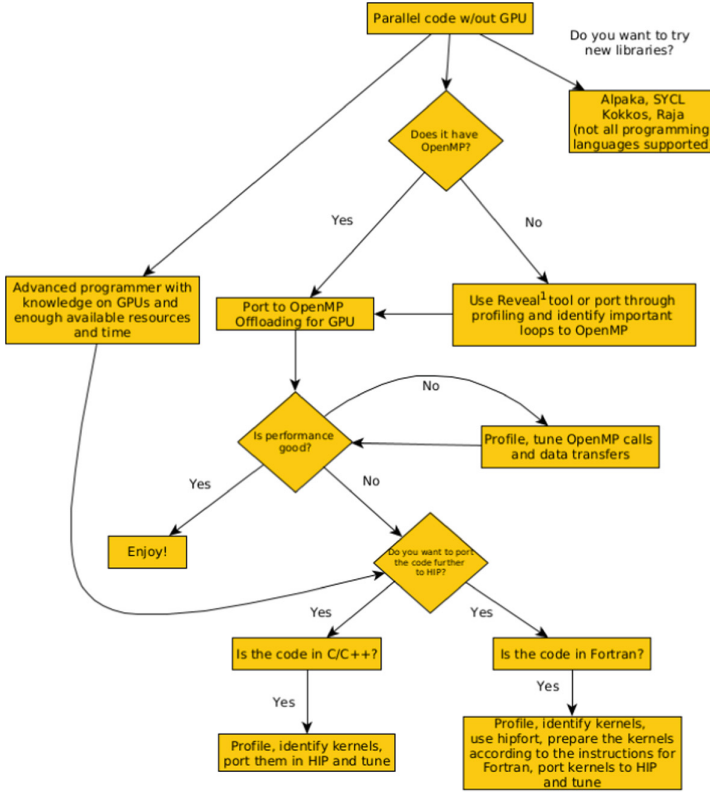 Parallel code w/out GPU
Do you want to try
new libraries?
Alpaka, SYCL
Kokkos, Raja
(not all programming
languages supported
Does it have
OpenMP?
Yes
No
Advanced programmer with
knowledge on GPUs and
enough available resources
and time
Port to OpenMP
Offloading for GPU
Use Reveal¹ tool or port through
profiling and identify important
loops to OpenMP
No
Is performance
good?
Profile, tune OpenMP calls
and data transfers
Yes
No
Enjoy!
Do you want to port
the code further
to HIP?
Yes
Yes
Is the code in C/C++?
Is the code in Fortran?
Yes
Yes
Profile, identify kernels,
port them in HIP and tune
Profile, identify kernels,
use hipfort, prepare the kernels
according to the instructions for
Fortran, port kernels to HIP
and tune